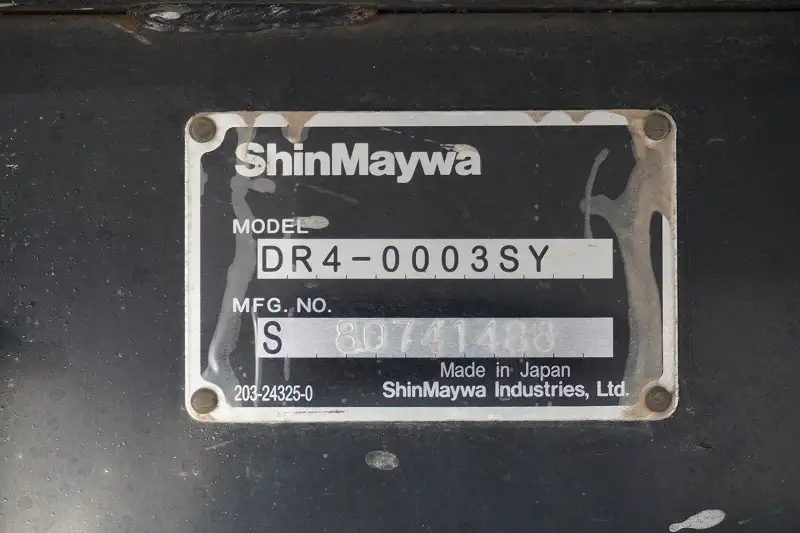 ShinMaywa
MODEL
DR4-0003SY
MFG. NO.
S 80741488
Made in Japan
203-24325-0 ShinMaywa Industries, Ltd.